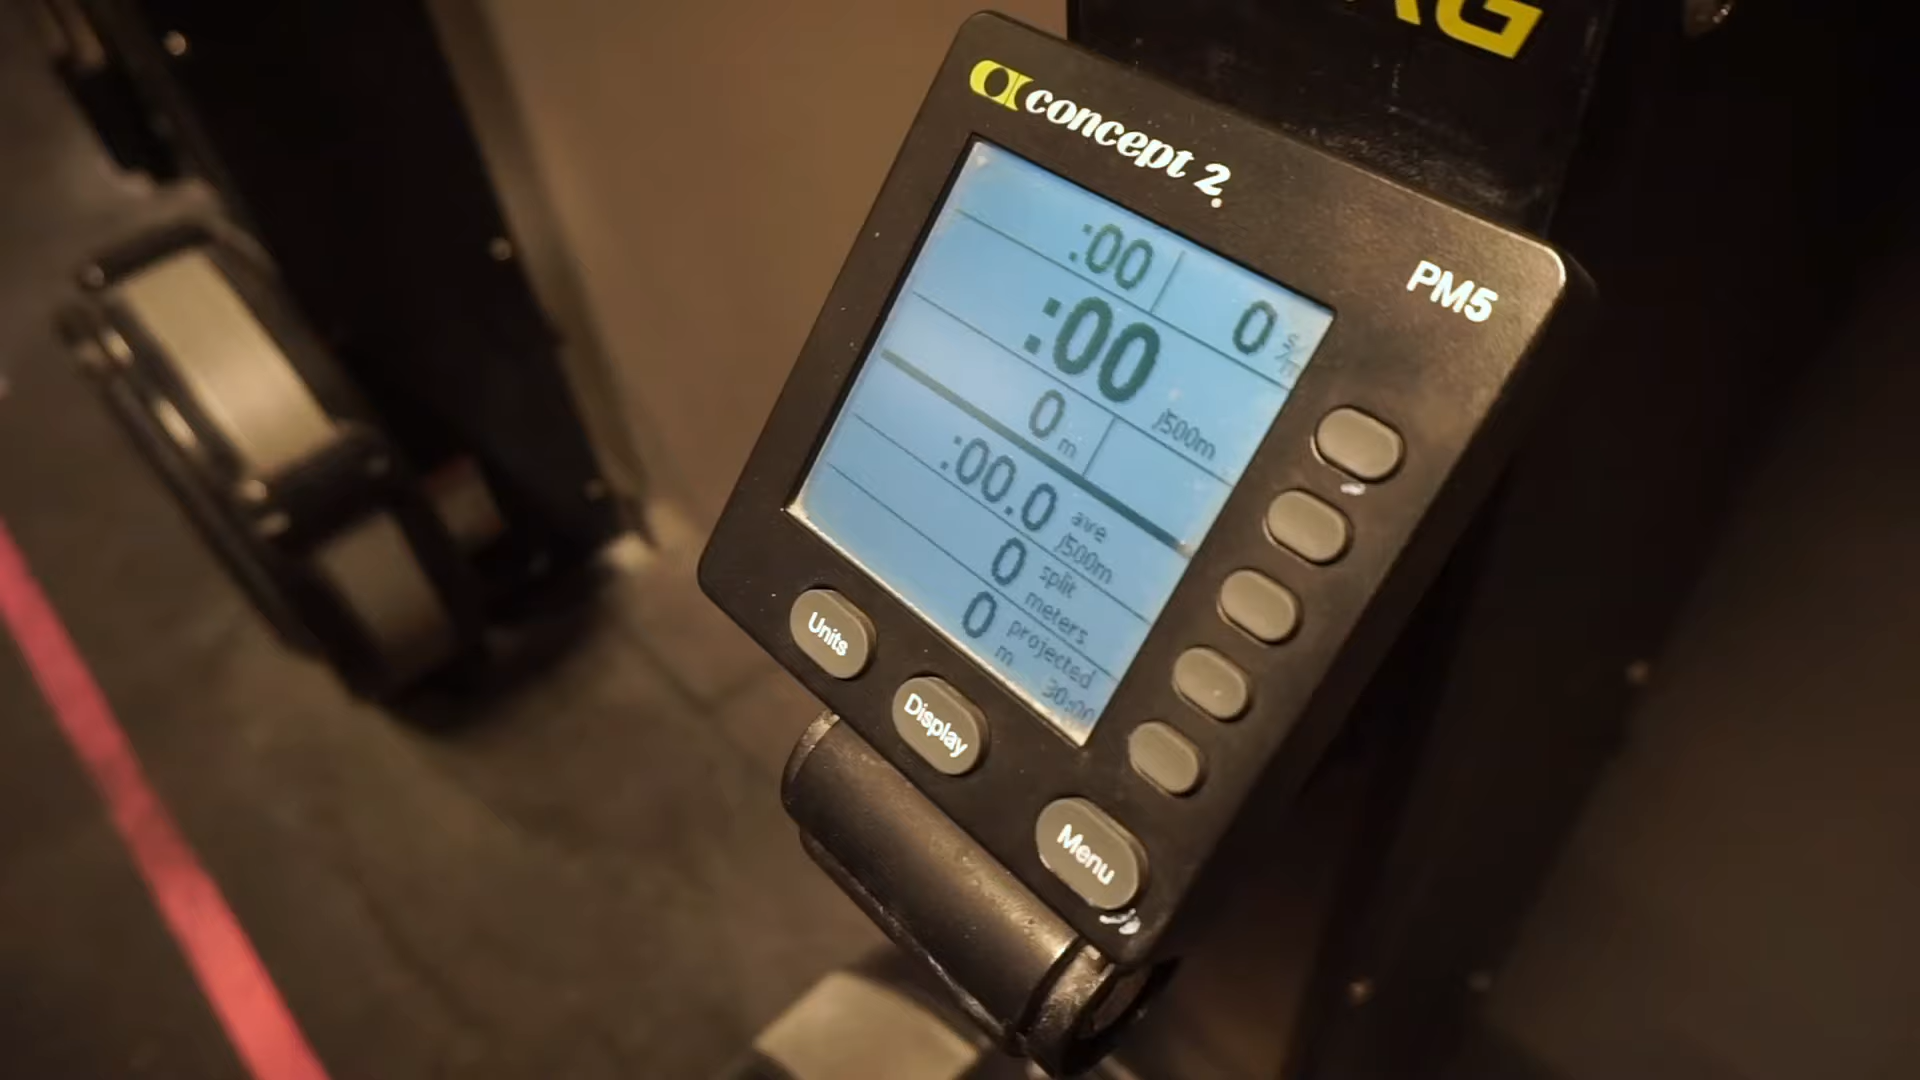 RG
concept 2.
PM5
:00
0 s/m
:00 /500m
0 m
:00.0 ave /500m
0 split meters
0 m projected 30:00
Units
Display
Menu